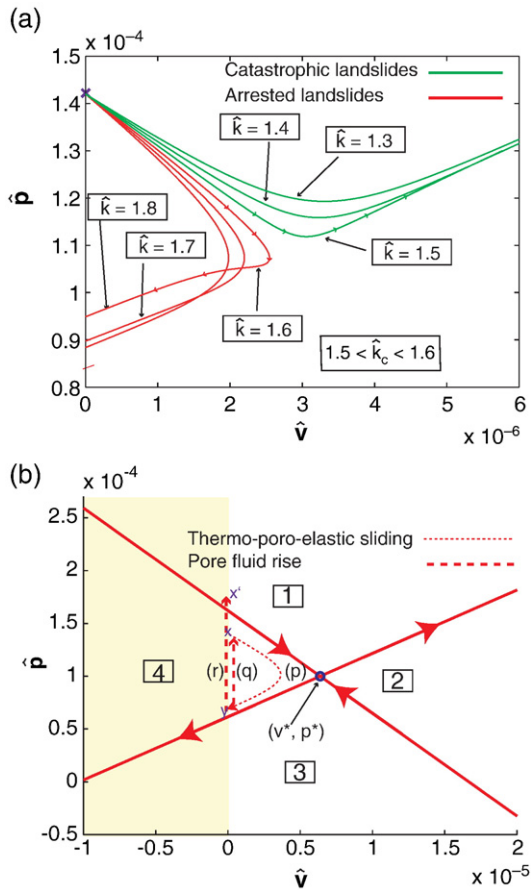 (a)
x 10⁻⁴
1.5
1.4
1.3
1.2
1.1
1
0.9
0.8
p̂
Catastrophic landslides
Arrested landslides
k̂ = 1.4
k̂ = 1.3
k̂ = 1.8
k̂ = 1.7
k̂ = 1.5
k̂ = 1.6
1.5 < k̂_c < 1.6
0 1 2 3 4 5 6
v̂
x 10⁻⁶
(b)
x 10⁻⁴
2.5
2
1.5
1
0.5
0
-0.5
p̂
Thermo-poro-elastic sliding
Pore fluid rise
1
x'
x
4
(r) (q) (p)
2
y
(v*, p*)
3
-1 -0.5 0 0.5 1 1.5 2
v̂
x 10⁻⁵